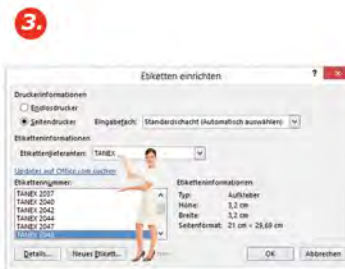 3.
Etiketten einrichten
?
Druckerinformationen
Endlosdrucker
Seitendrucker Eingabefach: Standardschacht (Automatisch auswählen)
Etiketteninformationen
Etikettenlieferanten: TANEX
Updates auf Office.com suchen
Etikettennummer: Etiketteninformationen
TANEX 2037 Typ: Aufkleber
TANEX 2040 Höhe: 3,2 cm
TANEX 2042 Breite: 3,2 cm
TANEX 2044 Seitenformat: 21 cm × 29,69 cm
TANEX 2047
TANEX 2048
Details... Neues Etikett... OK Abbrechen